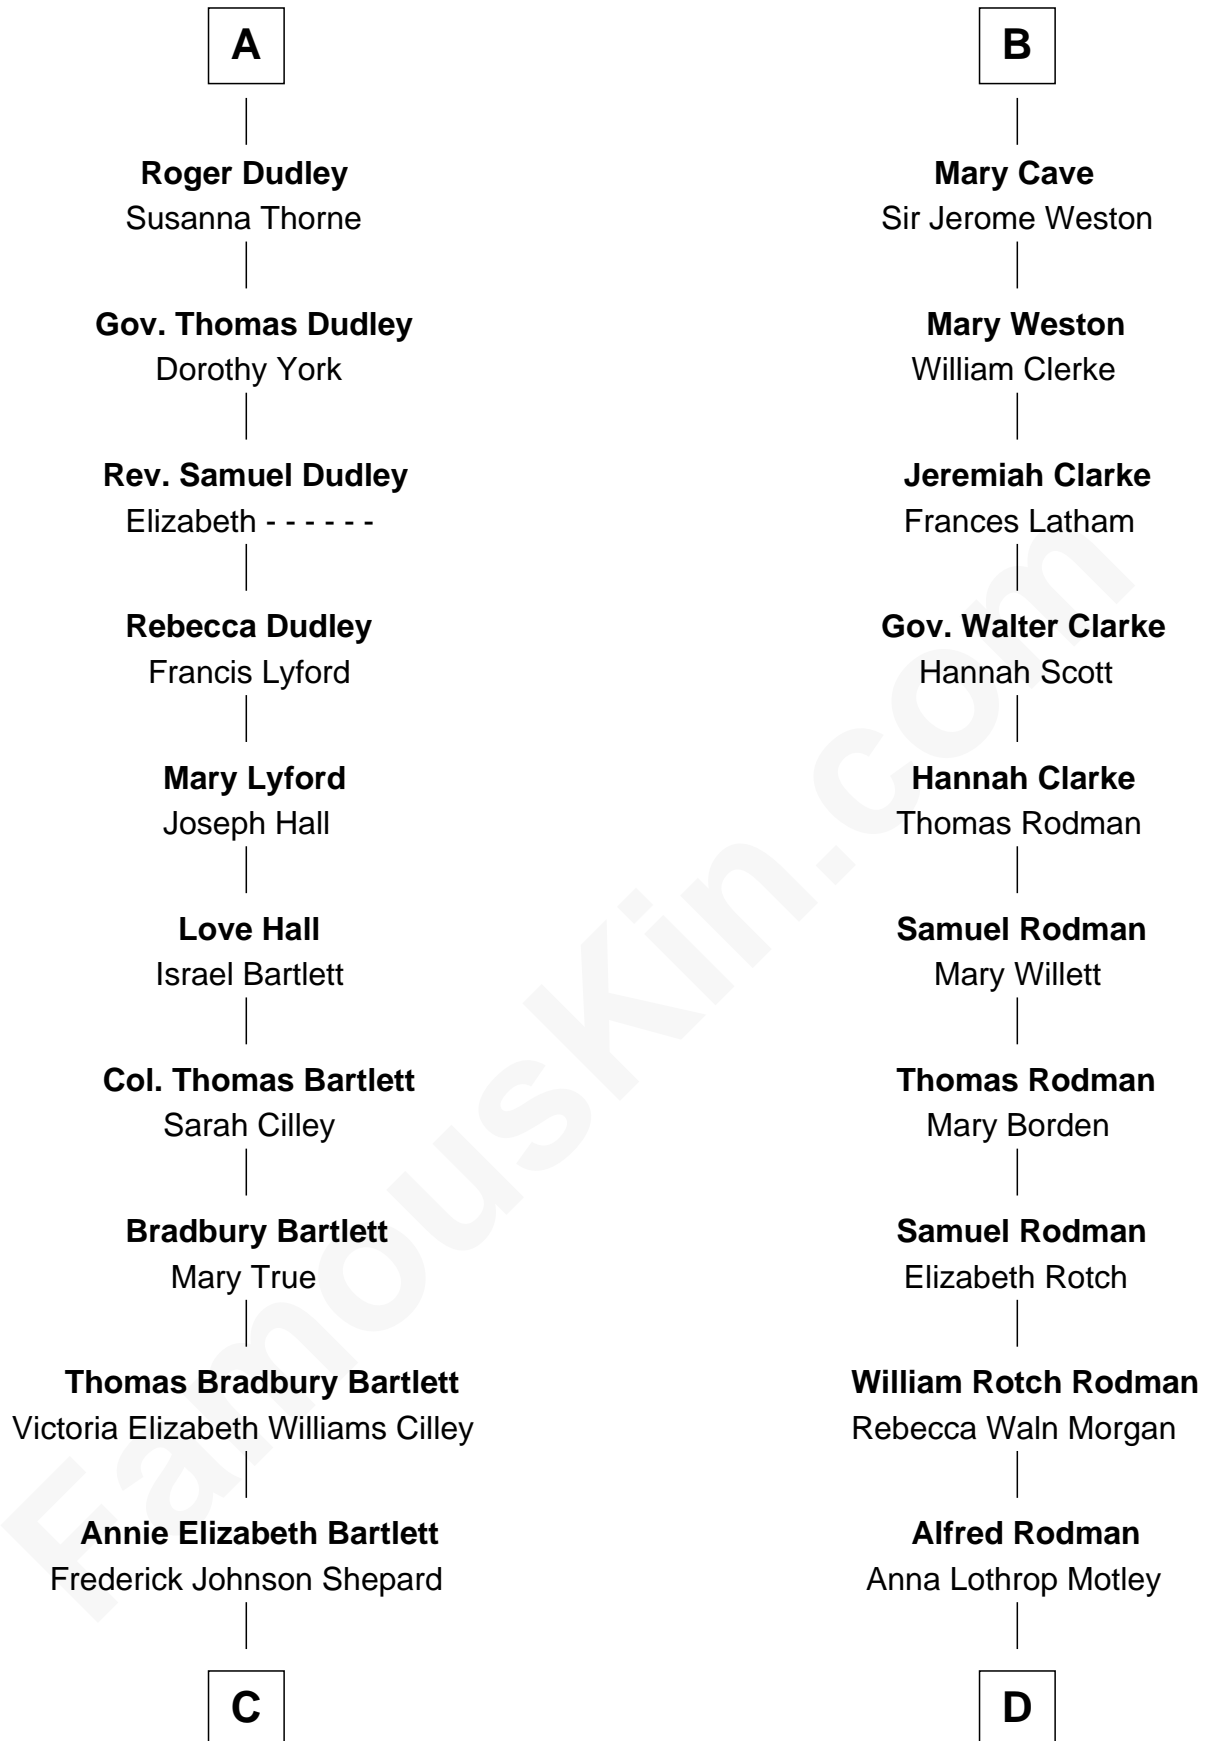 A
Roger Dudley
Susanna Thorne
Gov. Thomas Dudley
Dorothy York
Rev. Samuel Dudley
Elizabeth - - - - - -
Rebecca Dudley
Francis Lyford
Mary Lyford
Joseph Hall
Love Hall
Israel Bartlett
Col. Thomas Bartlett
Sarah Cilley
Bradbury Bartlett
Mary True
Thomas Bradbury Bartlett
Victoria Elizabeth Williams Cilley
Annie Elizabeth Bartlett
Frederick Johnson Shepard
C
B
Mary Cave
Sir Jerome Weston
Mary Weston
William Clerke
Jeremiah Clarke
Frances Latham
Gov. Walter Clarke
Hannah Scott
Hannah Clarke
Thomas Rodman
Samuel Rodman
Mary Willett
Thomas Rodman
Mary Borden
Samuel Rodman
Elizabeth Rotch
William Rotch Rodman
Rebecca Waln Morgan
Alfred Rodman
Anna Lothrop Motley
D
FamousKin.com